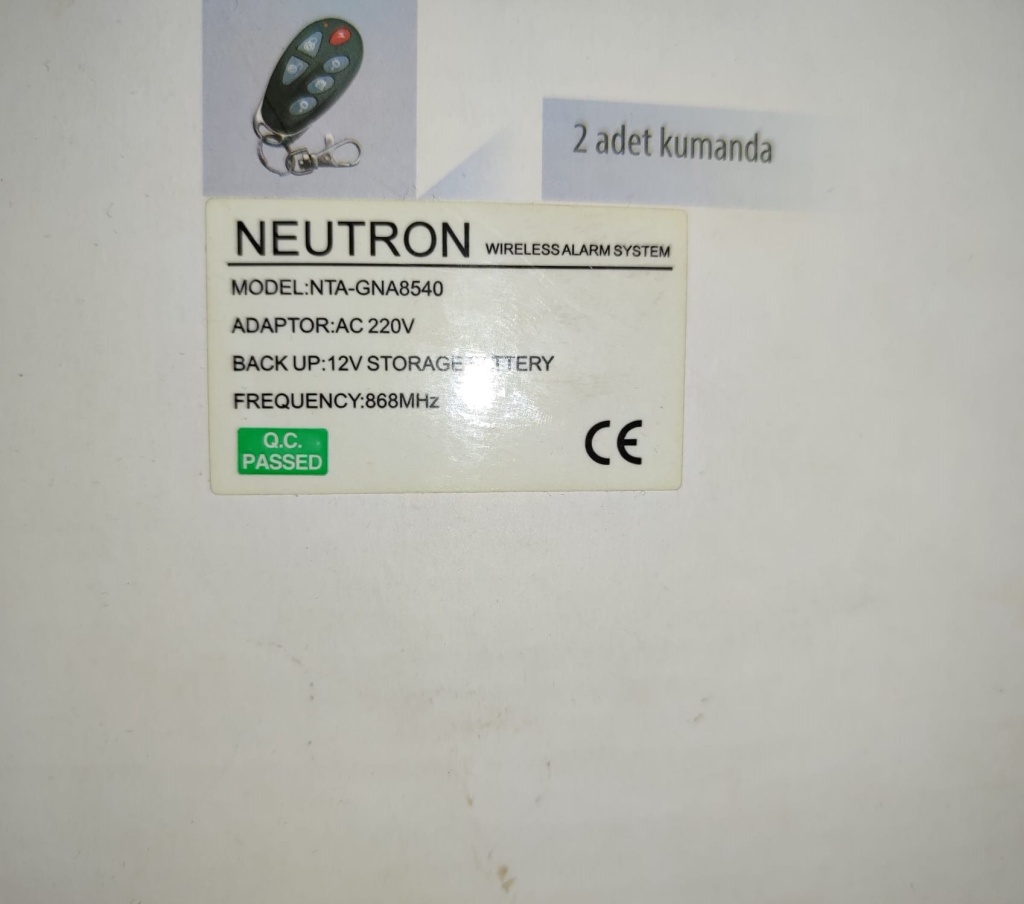 2 adet kumanda
NEUTRON WIRELESS ALARM SYSTEM
MODEL:NTA-GNA8540
ADAPTOR:AC 220V
BACK UP:12V STORAGE
FREQUENCY:868MHz
Q.C.
PASSED
CE